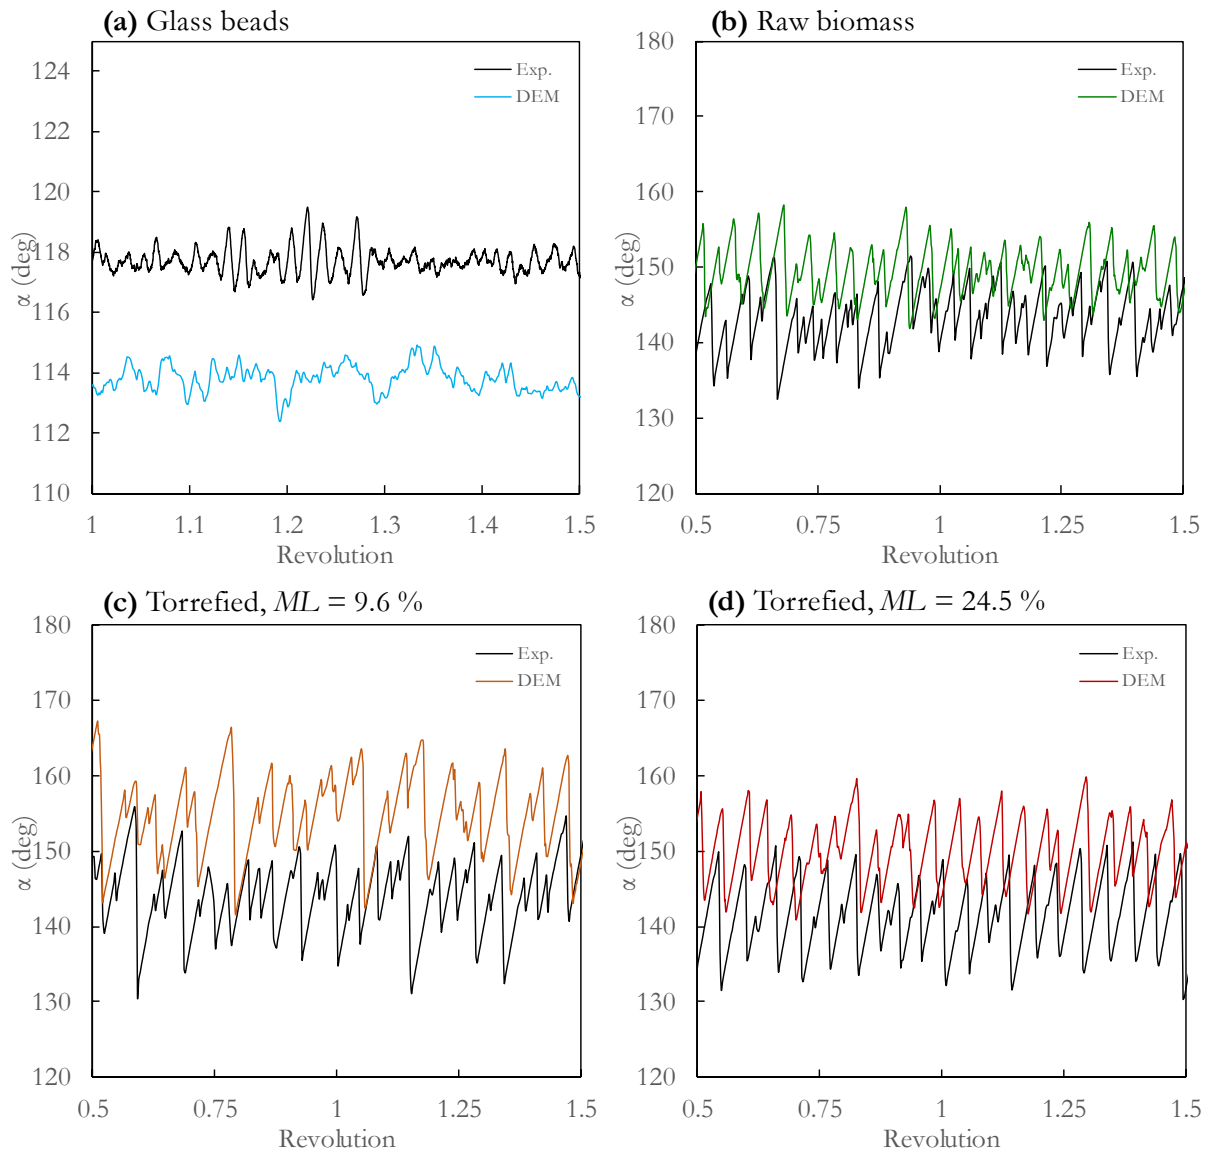 (a) Glass beads
124
122
120
118
116
114
112
110
α (deg)
Exp.
DEM
1
1.1
1.2
1.3
1.4
1.5
Revolution
(b) Raw biomass
180
170
160
150
140
130
120
α (deg)
Exp.
DEM
0.5
0.75
1
1.25
1.5
Revolution
(c) Torrefied, ML = 9.6 %
180
170
160
150
140
130
120
α (deg)
Exp.
DEM
0.5
0.75
1
1.25
1.5
Revolution
(d) Torrefied, ML = 24.5 %
180
170
160
150
140
130
120
α (deg)
Exp.
DEM
0.5
0.75
1
1.25
1.5
Revolution